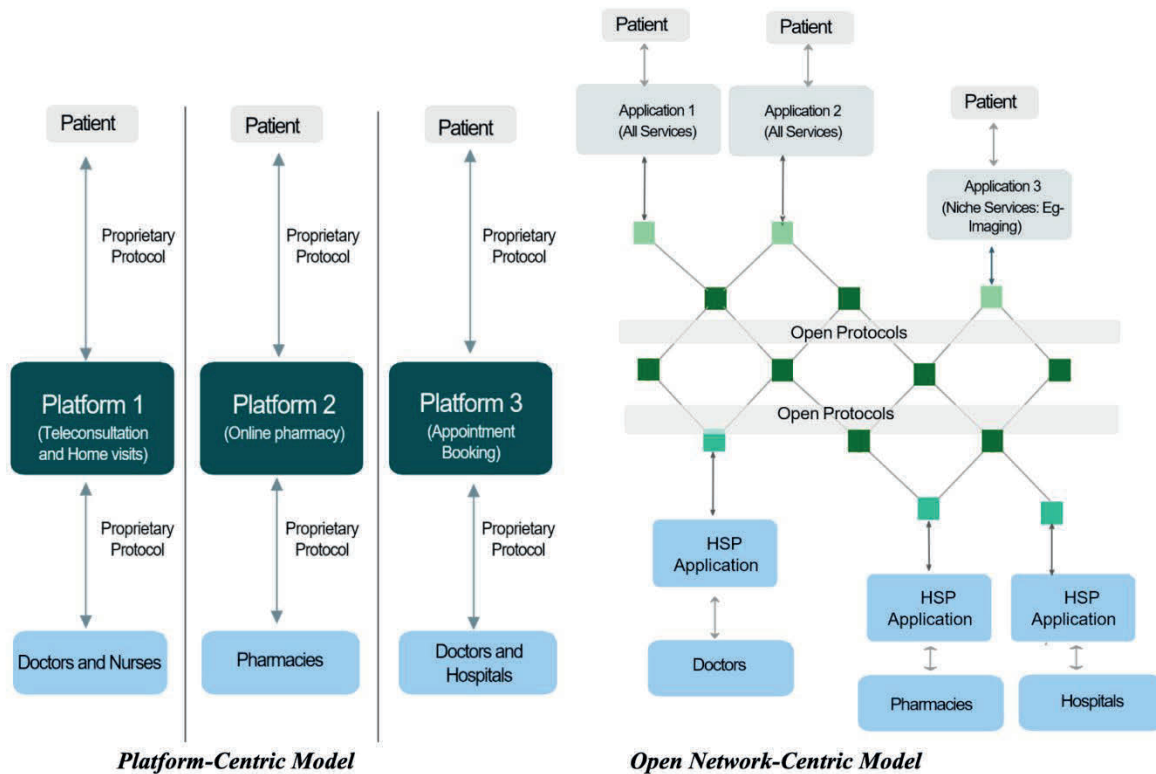 Patient
Patient
Patient
Proprietary
Protocol
Proprietary
Protocol
Proprietary
Protocol
Platform 1
(Teleconsultation
and Home visits)
Platform 2
(Online pharmacy)
Platform 3
(Appointment
Booking)
Proprietary
Protocol
Proprietary
Protocol
Proprietary
Protocol
Doctors and Nurses
Pharmacies
Doctors and
Hospitals
Platform-Centric Model
Patient
Patient
Application 1
(All Services)
Application 2
(All Services)
Patient
Application 3
(Niche Services: Eg-
Imaging)
Open Protocols
Open Protocols
HSP
Application
HSP
Application
HSP
Application
Doctors
Pharmacies
Hospitals
Open Network-Centric Model